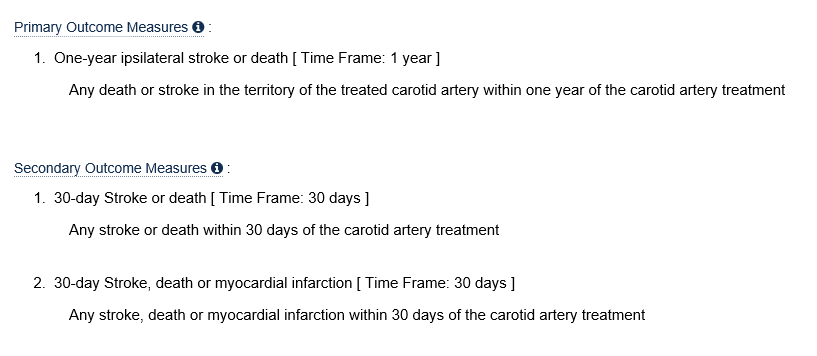 Primary Outcome Measures :
1. One-year ipsilateral stroke or death [ Time Frame: 1 year ]
Any death or stroke in the territory of the treated carotid artery within one year of the carotid artery treatment
Secondary Outcome Measures :
1. 30-day Stroke or death [ Time Frame: 30 days ]
Any stroke or death within 30 days of the carotid artery treatment
2. 30-day Stroke, death or myocardial infarction [ Time Frame: 30 days ]
Any stroke, death or myocardial infarction within 30 days of the carotid artery treatment